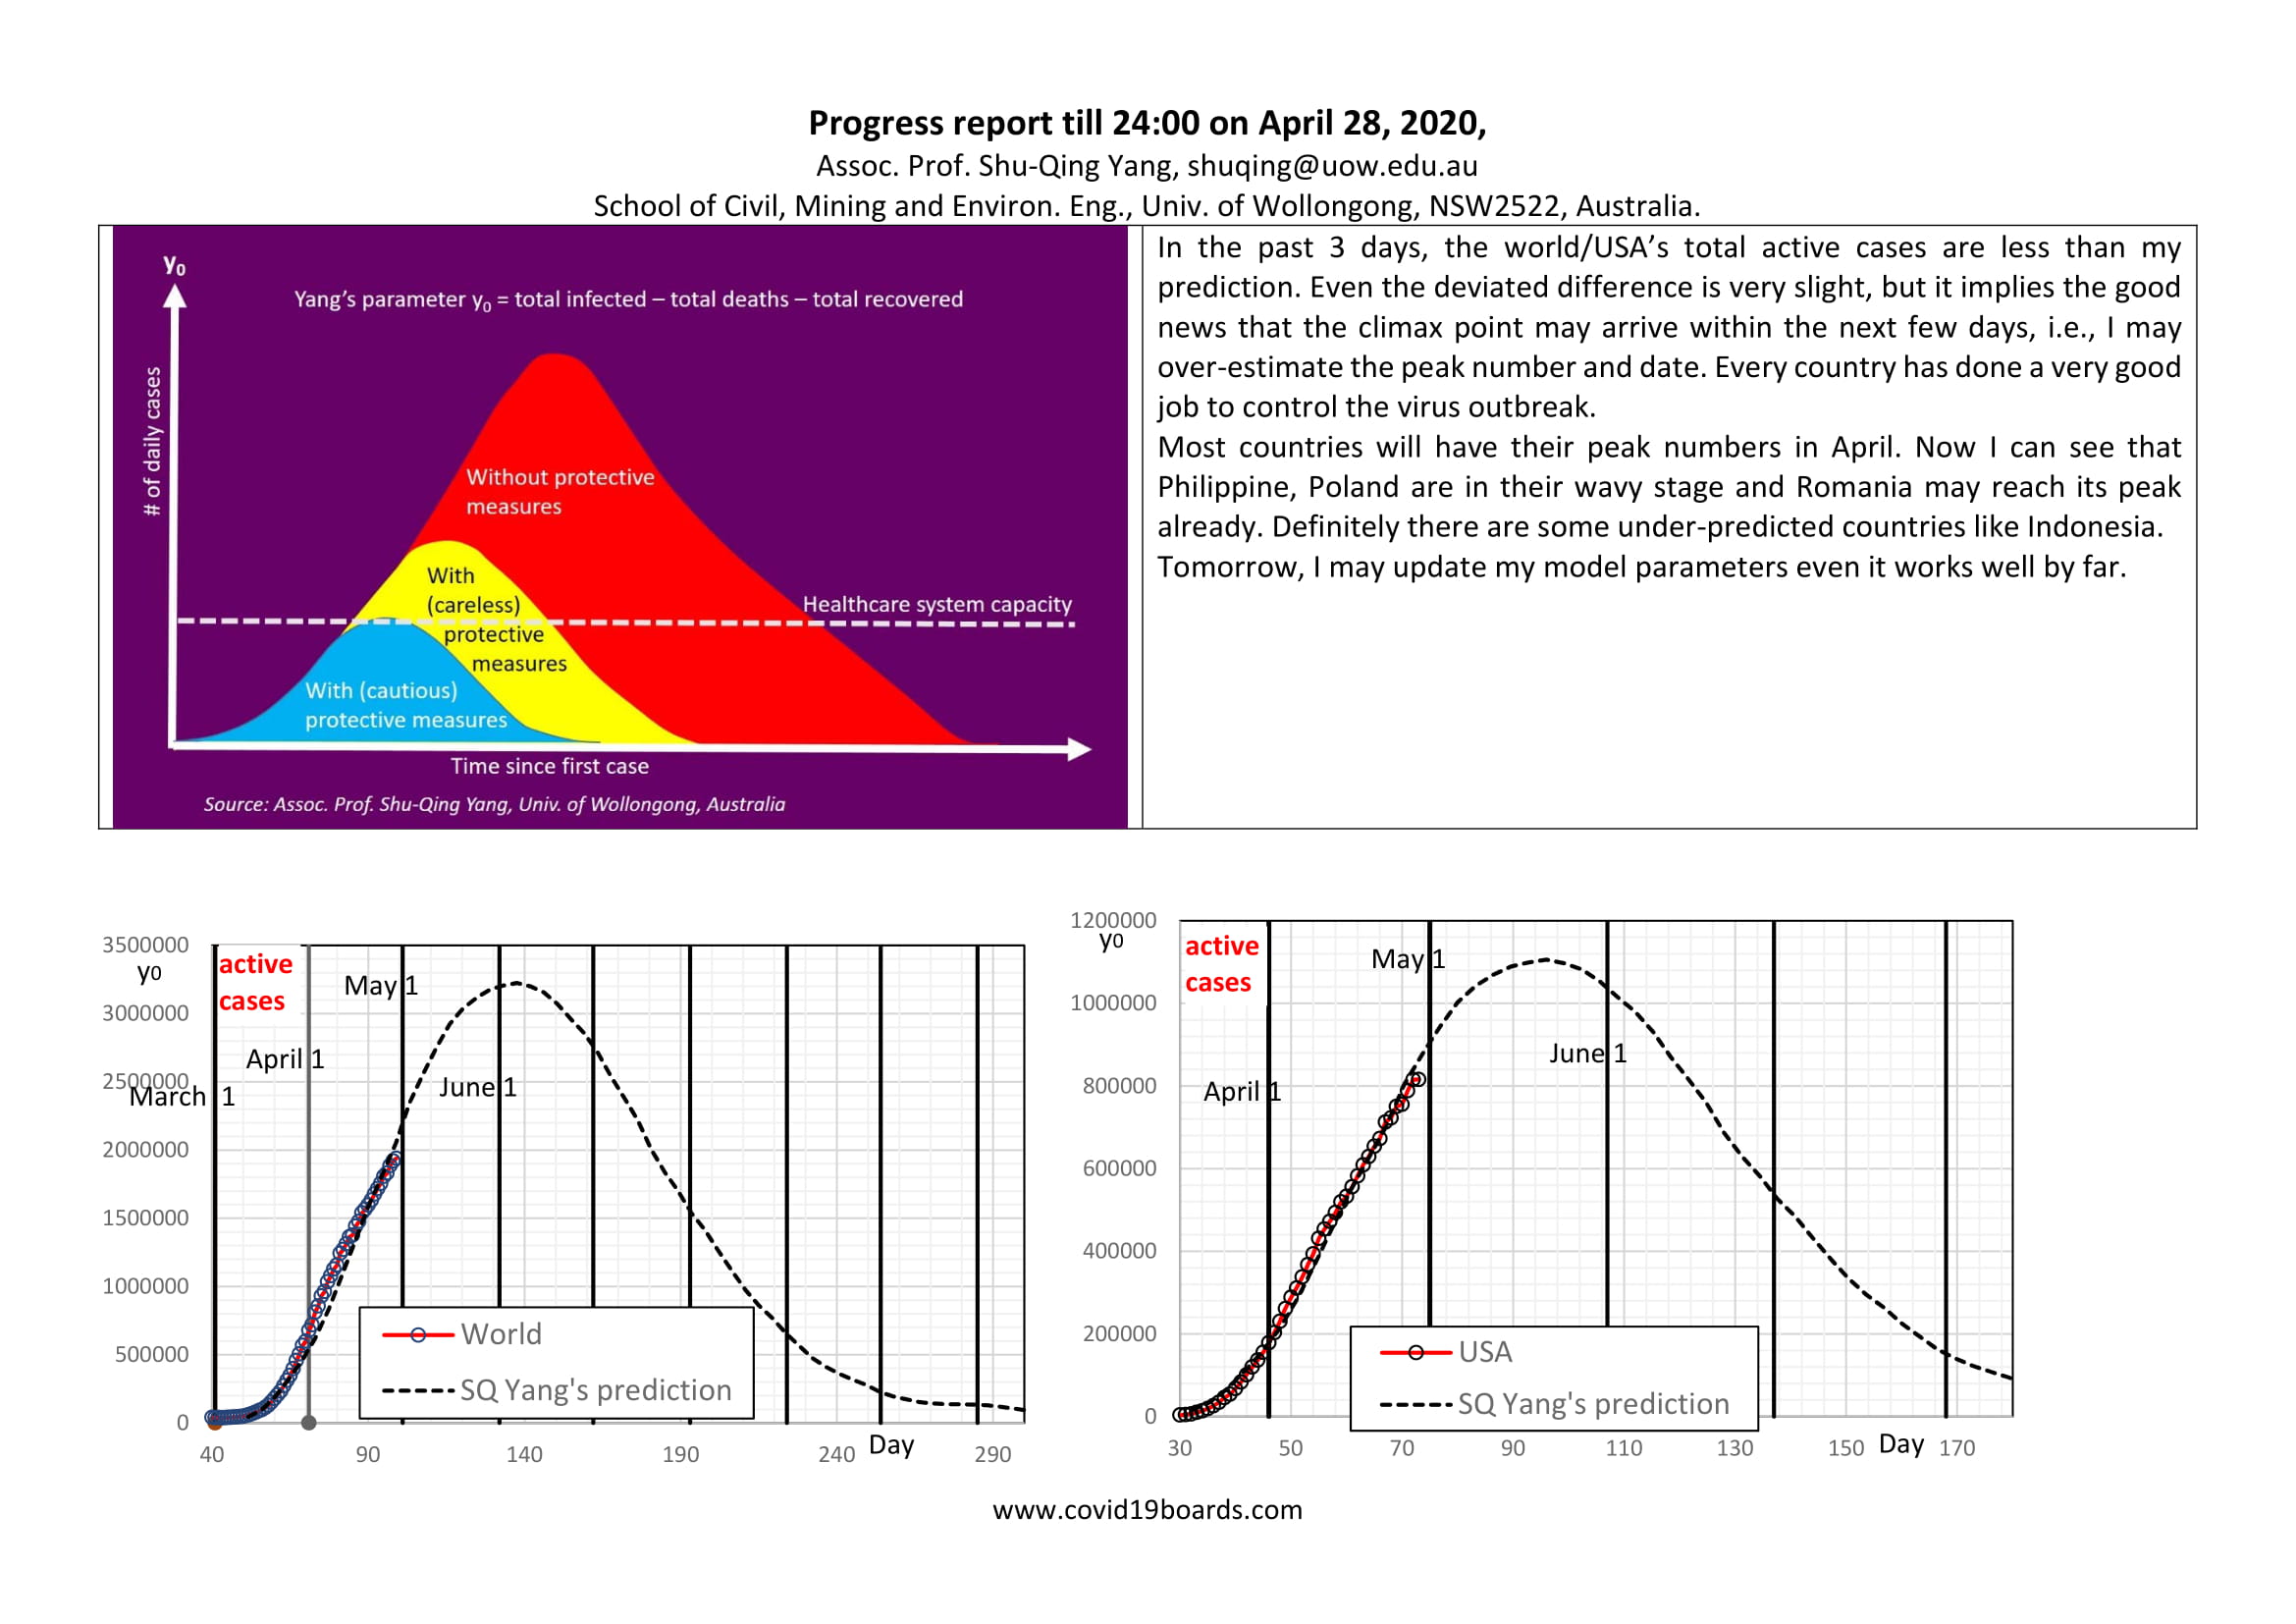 Progress report till 24:00 on April 28, 2020,
Assoc. Prof. Shu-Qing Yang, shuqing@uow.edu.au
School of Civil, Mining and Environ. Eng., Univ. of Wollongong, NSW2522, Australia.
y0
Yang's parameter y0 = total infected – total deaths – total recovered
# of daily cases
Without protective
measures
With
(careless)
protective
measures
Healthcare system capacity
With (cautious)
protective measures
Time since first case
Source: Assoc. Prof. Shu-Qing Yang, Univ. of Wollongong, Australia
In the past 3 days, the world/USA's total active cases are less than my
prediction. Even the deviated difference is very slight, but it implies the good
news that the climax point may arrive within the next few days, i.e., I may
over-estimate the peak number and date. Every country has done a very good
job to control the virus outbreak.
Most countries will have their peak numbers in April. Now I can see that
Philippine, Poland are in their wavy stage and Romania may reach its peak
already. Definitely there are some under-predicted countries like Indonesia.
Tomorrow, I may update my model parameters even it works well by far.
3500000
y0
3000000
2500000
2000000
1500000
1000000
500000
0
active
cases
March 1
April 1
May 1
June 1
World
SQ Yang's prediction
40 90 140 190 240 Day 290
1200000
y0
1000000
800000
600000
400000
200000
0
active
cases
April 1
May 1
June 1
USA
SQ Yang's prediction
30 50 70 90 110 130 150 Day 170
www.covid19boards.com